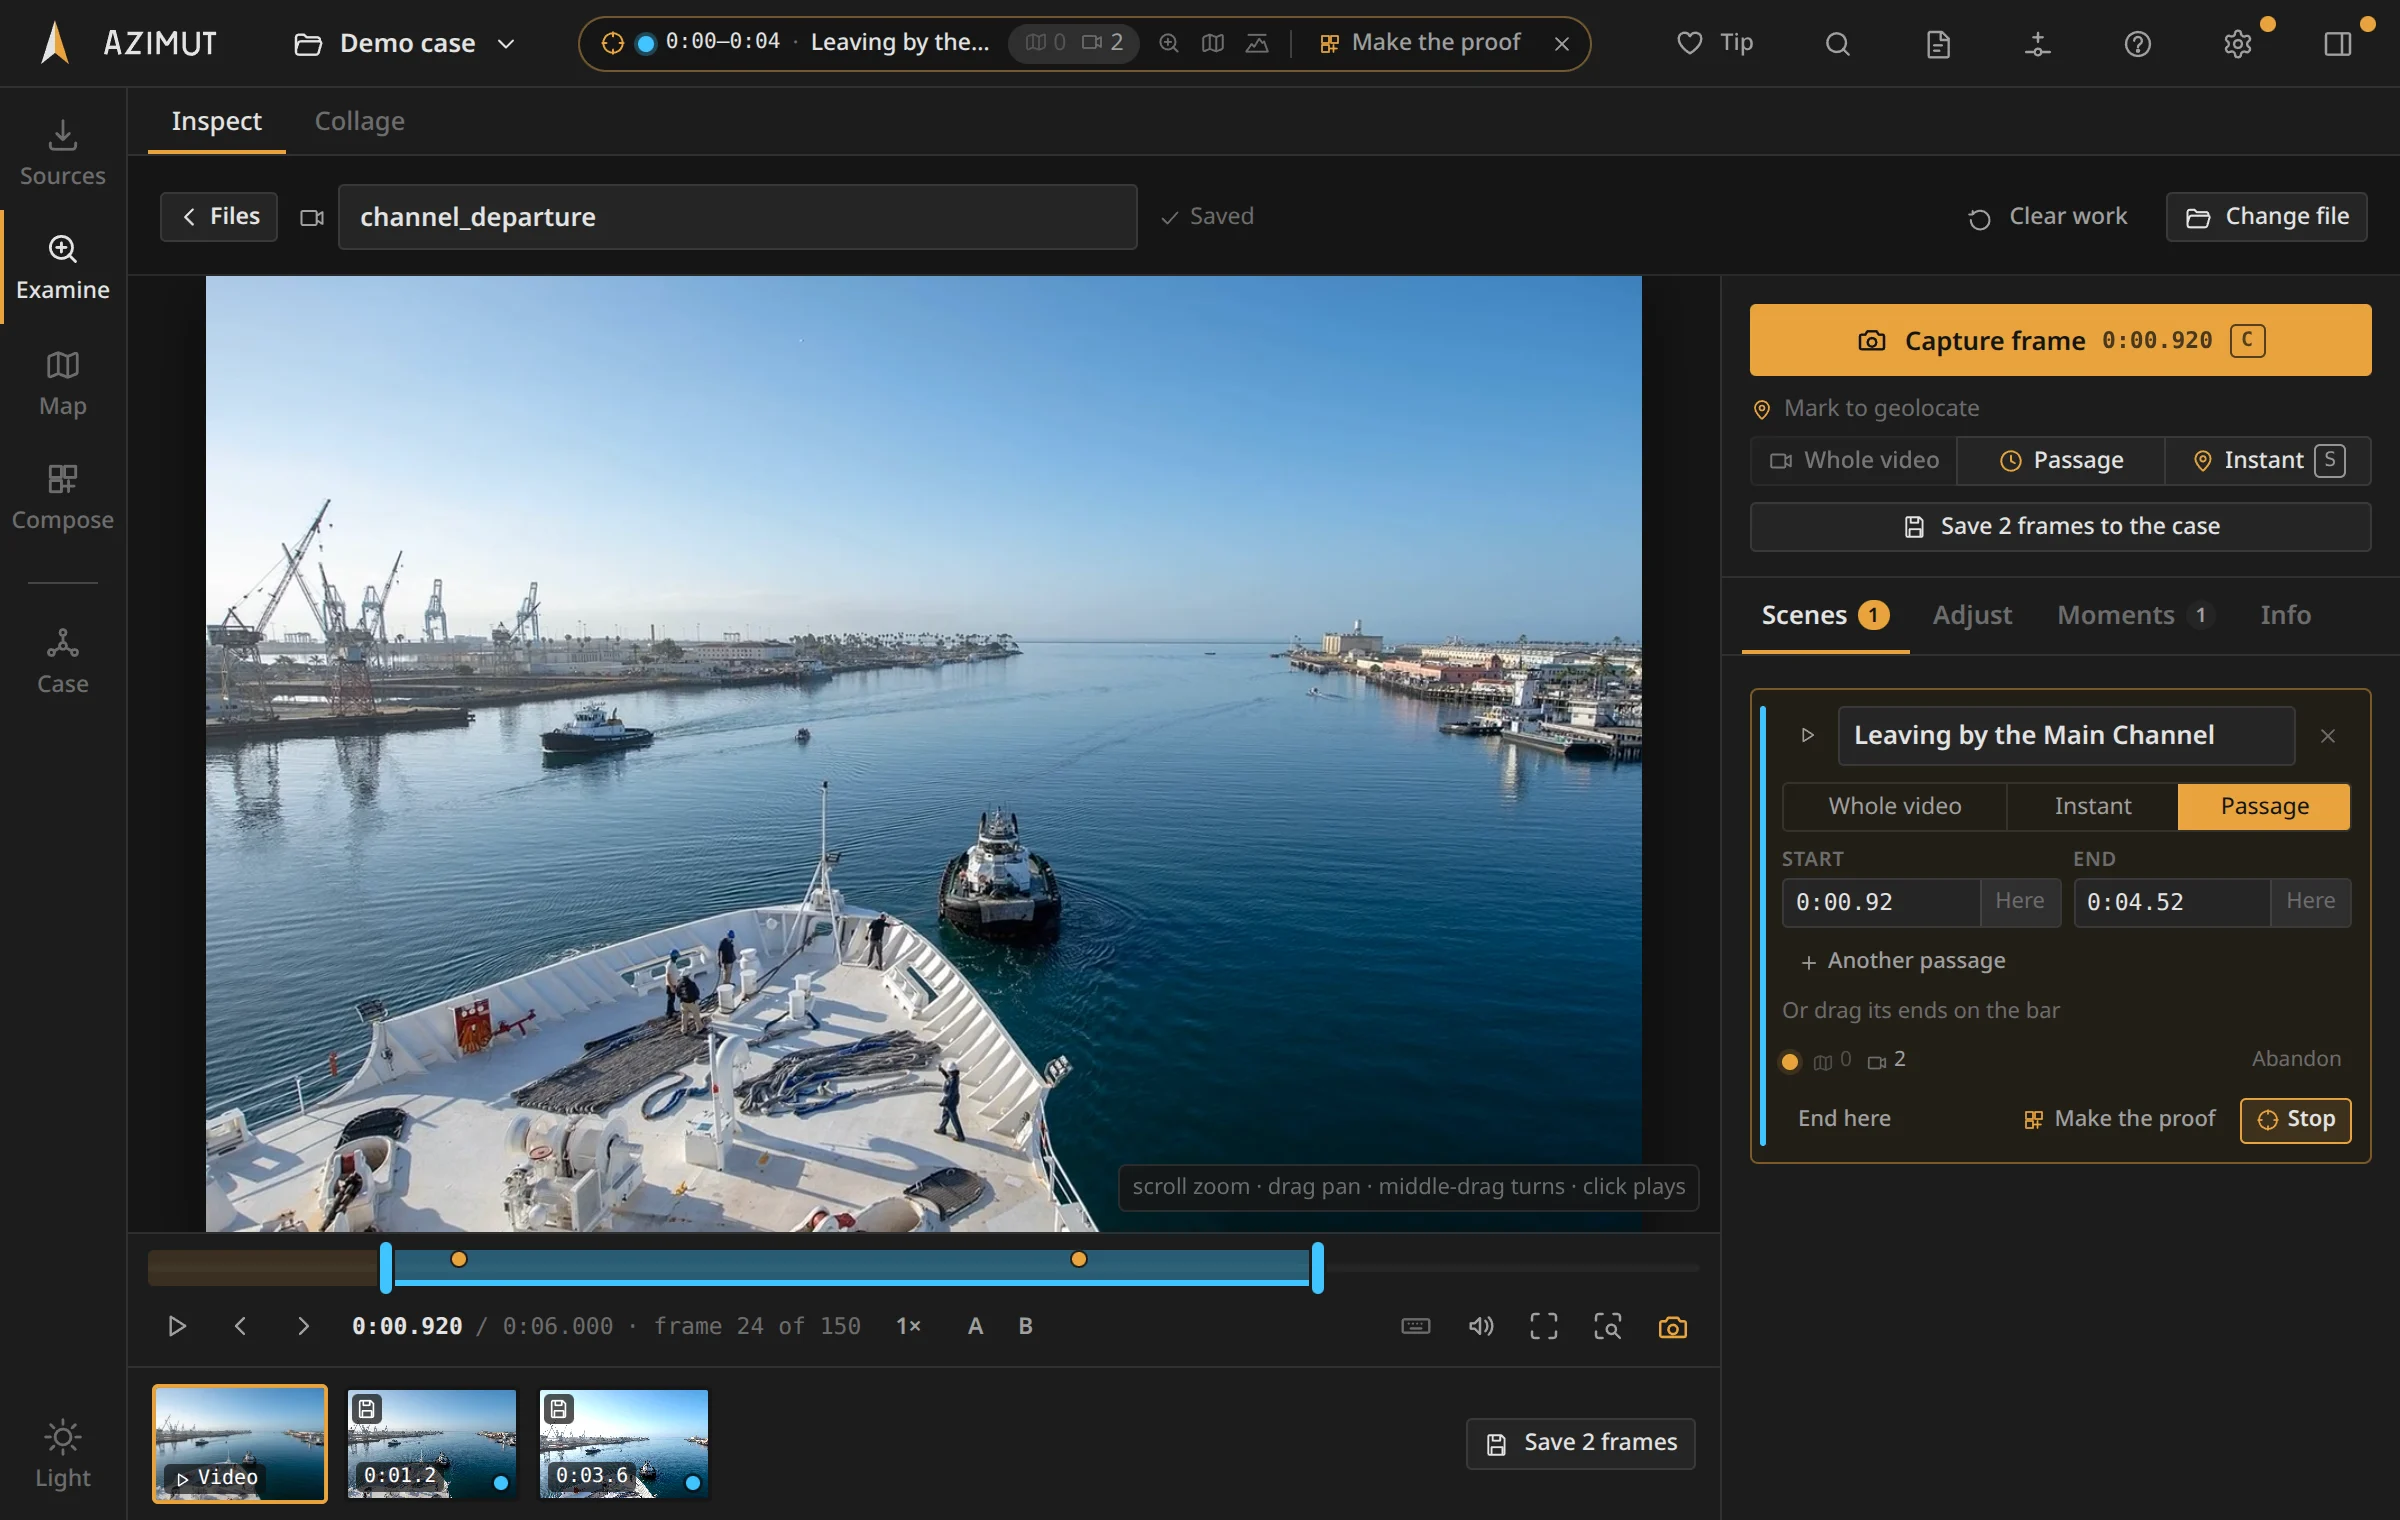 AZIMUT
Demo case
0:00–0:04 · Leaving by the...
0
2
Make the proof
Tip
Inspect
Collage
Sources
Examine
Map
Compose
Case
Light
Files
channel_departure
Saved
Clear work
Change file
Capture frame 0:00.920 C
Mark to geolocate
Whole video
Passage
Instant S
Save 2 frames to the case
Scenes 1
Adjust
Moments 1
Info
Leaving by the Main Channel
Whole video
Instant
Passage
START
END
0:00.92
Here
0:04.52
Here
+ Another passage
Or drag its ends on the bar
0
2
Abandon
End here
Make the proof
Stop
scroll zoom · drag pan · middle-drag turns · click plays
0:00.920 / 0:06.000 · frame 24 of 150
1×
A
B
Video
0:01.2
0:03.6
Save 2 frames